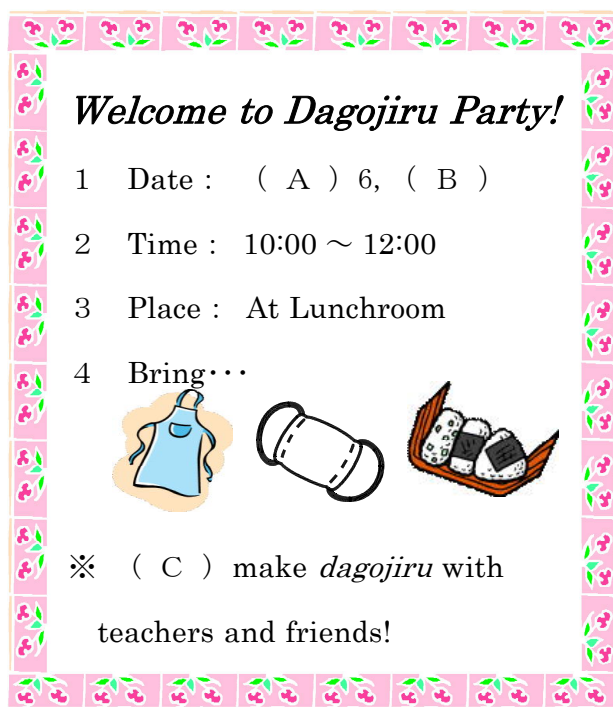 Welcome to Dagojiru Party!
1 Date : ( A ) 6, ( B )
2 Time : 10:00 ～ 12:00
3 Place : At Lunchroom
4 Bring･･･
※ ( C ) make dagojiru with
teachers and friends!